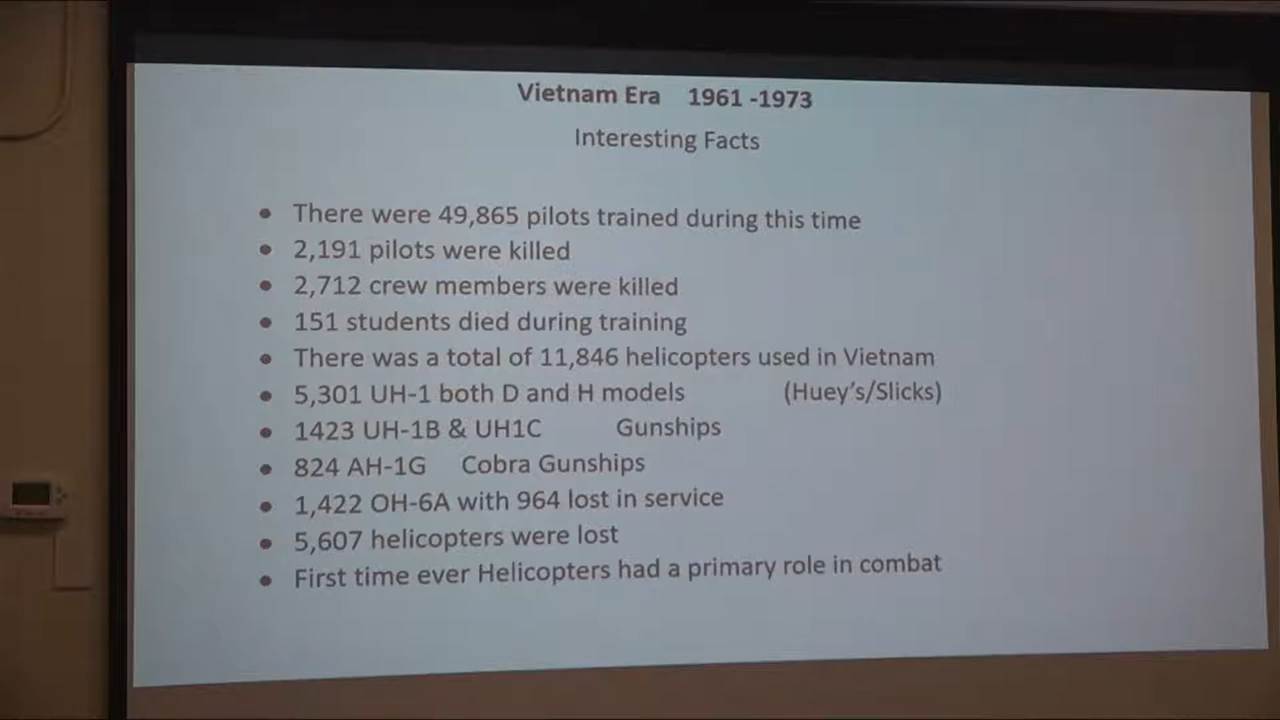 Vietnam Era 1961 -1973
Interesting Facts
• There were 49,865 pilots trained during this time
• 2,191 pilots were killed
• 2,712 crew members were killed
• 151 students died during training
• There was a total of 11,846 helicopters used in Vietnam
• 5,301 UH-1 both D and H models (Huey's/Slicks)
• 1423 UH-1B & UH1C Gunships
• 824 AH-1G Cobra Gunships
• 1,422 OH-6A with 964 lost in service
• 5,607 helicopters were lost
• First time ever Helicopters had a primary role in combat